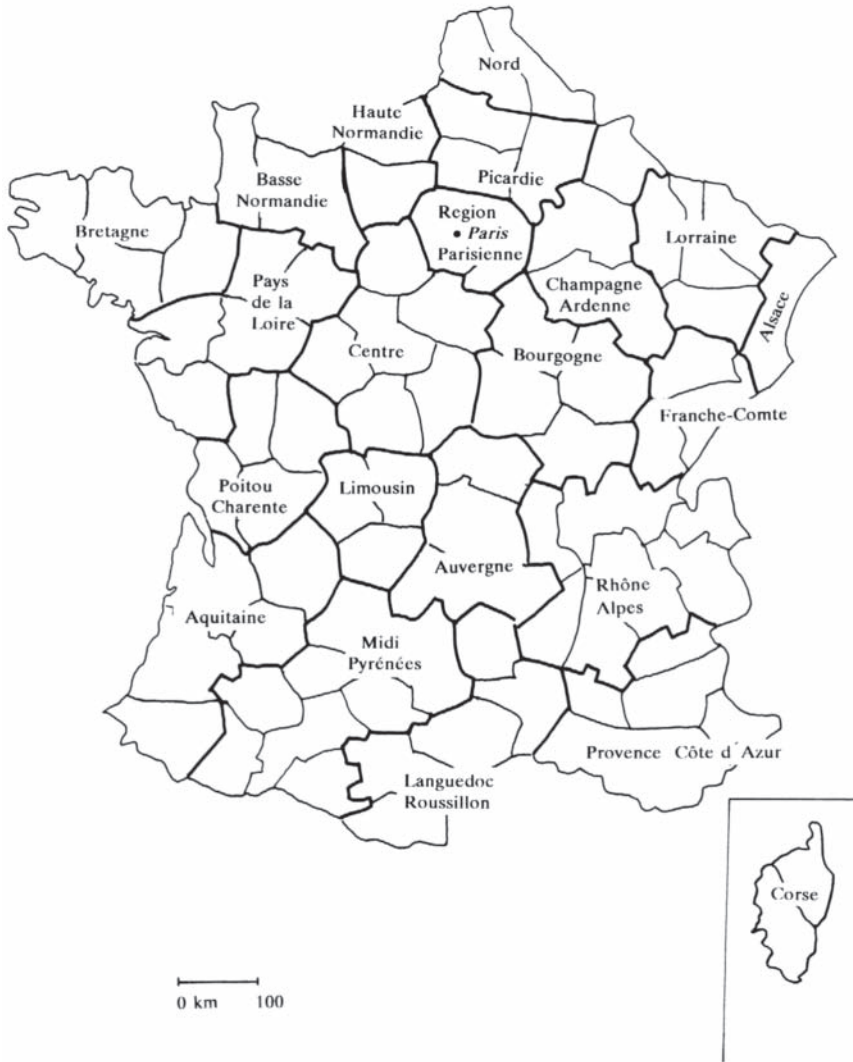 Nord
Haute
Normandie
Picardie
Basse
Normandie
Region
Paris
Parisienne
Lorraine
Bretagne
Champagne
Ardenne
Alsace
Pays
de la
Loire
Centre
Bourgogne
Franche-Comte
Poitou
Charente
Limousin
Auvergne
Rhône
Alpes
Aquitaine
Midi
Pyrénées
Provence Côte d'Azur
Languedoc
Roussillon
Corse
0 km 100